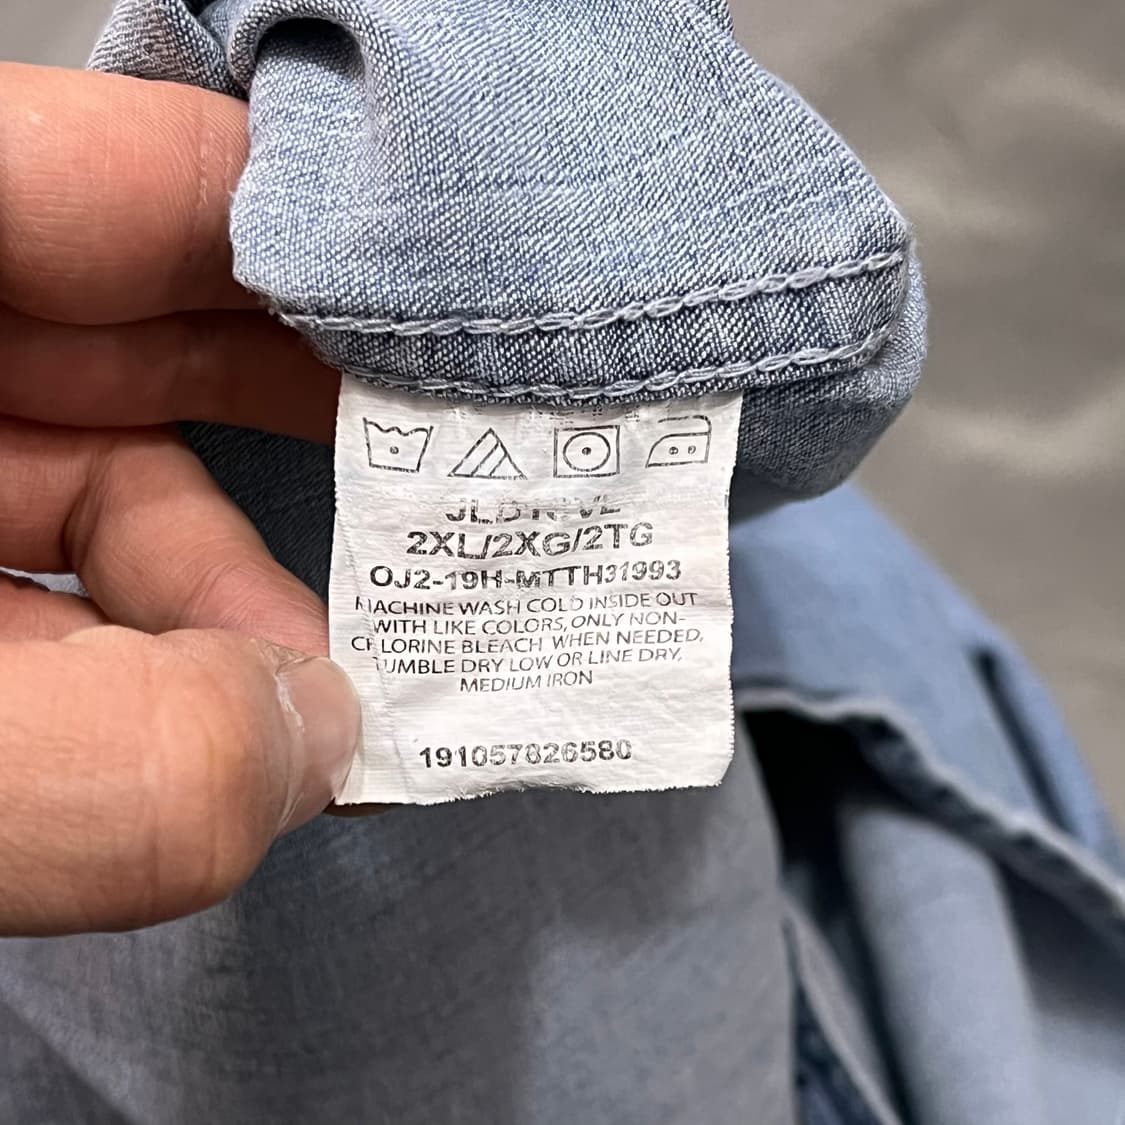 2XL/2XG/2TG
OJ2-19H-MTTH31993
MACHINE WASH COLD INSIDE OUT
WITH LIKE COLORS, ONLY NON-
CHLORINE BLEACH WHEN NEEDED,
TUMBLE DRY LOW OR LINE DRY,
MEDIUM IRON
191057826580